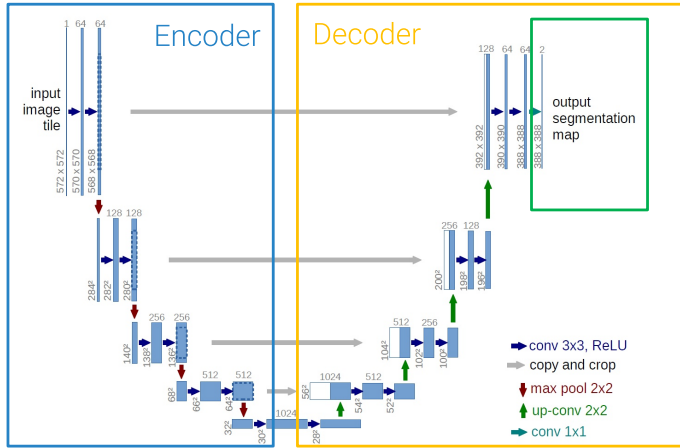 Encoder
Decoder
1
64
64
input
image
tile
572 x 572
570 x 570
568 x 568
128
64
64
2
output
segmentation
map
392 x 392
390 x 390
388 x 388
388 x 388
128
128
284²
282²
280²
256
128
200²
198²
196²
256
256
140²
138²
136²
512
256
104²
102²
100²
512
512
68²
66²
64²
1024
512
56²
54²
52²
1024
32²
30²
28²
conv 3x3, ReLU
copy and crop
max pool 2x2
up-conv 2x2
conv 1x1